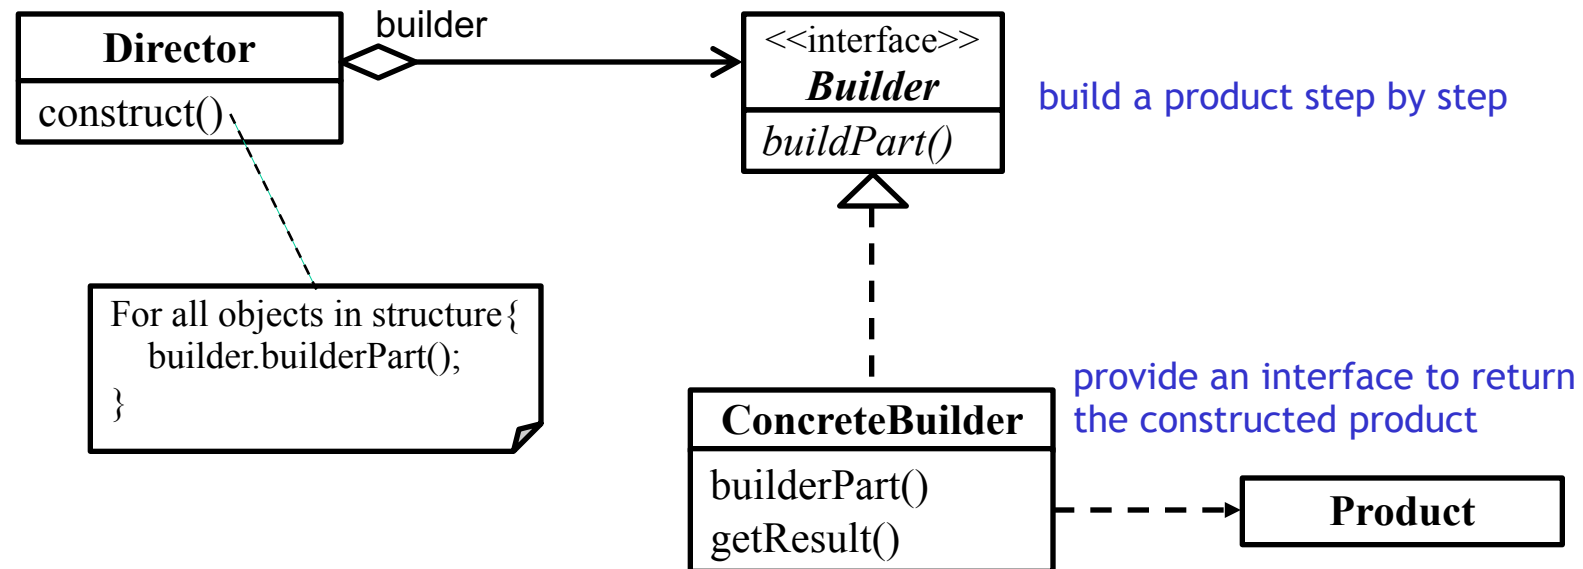 Director
construct()
builder
<<interface>>
Builder
buildPart()
build a product step by step
For all objects in structure{
builder.builderPart();
}
ConcreteBuilder
builderPart()
getResult()
provide an interface to return
the constructed product
Product